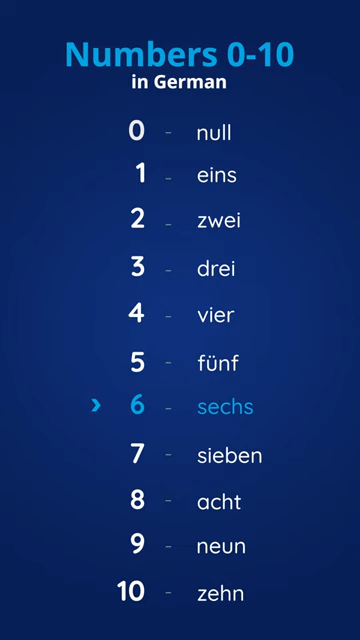 Numbers 0-10
in German
0 - null
1 - eins
2 - zwei
3 - drei
4 - vier
5 - fünf
› 6 - sechs
7 - sieben
8 - acht
9 - neun
10 - zehn